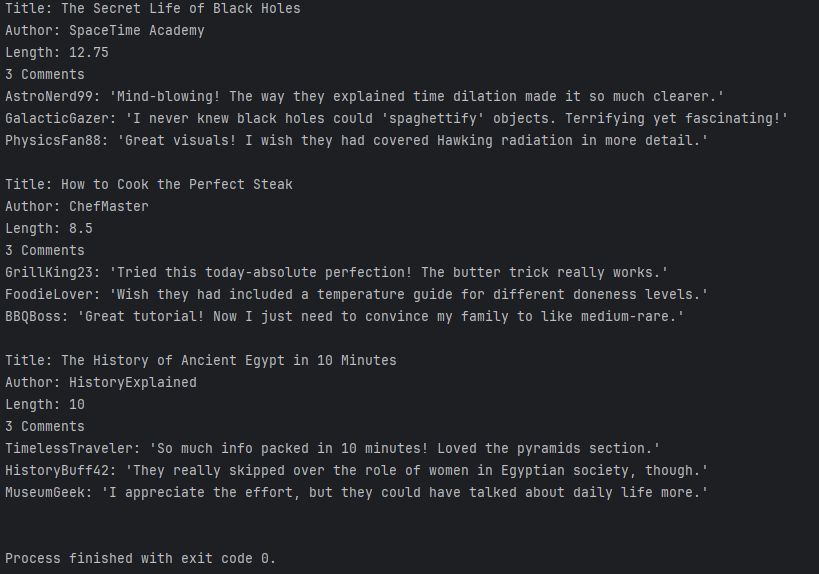 Title: The Secret Life of Black Holes
Author: SpaceTime Academy
Length: 12.75
3 Comments
AstroNerd99: 'Mind-blowing! The way they explained time dilation made it so much clearer.'
GalacticGazer: 'I never knew black holes could 'spaghettify' objects. Terrifying yet fascinating!'
PhysicsFan88: 'Great visuals! I wish they had covered Hawking radiation in more detail.'
Title: How to Cook the Perfect Steak
Author: ChefMaster
Length: 8.5
3 Comments
GrillKing23: 'Tried this today-absolute perfection! The butter trick really works.'
FoodieLover: 'Wish they had included a temperature guide for different doneness levels.'
BBQBoss: 'Great tutorial! Now I just need to convince my family to like medium-rare.'
Title: The History of Ancient Egypt in 10 Minutes
Author: HistoryExplained
Length: 10
3 Comments
TimelessTraveler: 'So much info packed in 10 minutes! Loved the pyramids section.'
HistoryBuff42: 'They really skipped over the role of women in Egyptian society, though.'
MuseumGeek: 'I appreciate the effort, but they could have talked about daily life more.'
Process finished with exit code 0.